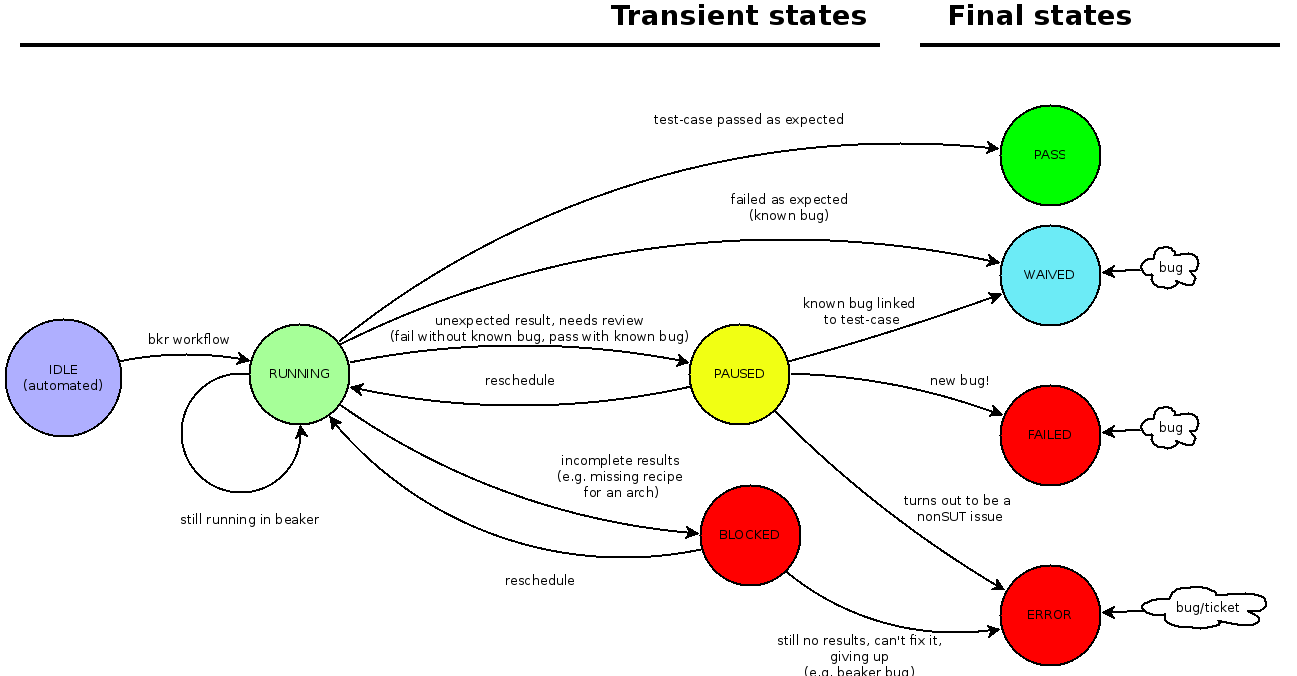 Transient states
Final states
test-case passed as expected
PASS
failed as expected
(known bug)
WAIVED
bug
known bug linked
to test-case
bkr workflow
unexpected result, needs review
(fail without known bug, pass with known bug)
IDLE
(automated)
RUNNING
PAUSED
reschedule
new bug!
FAILED
bug
incomplete results
(e.g. missing recipe
for an arch)
still running in beaker
BLOCKED
turns out to be a
nonSUT issue
reschedule
ERROR
bug/ticket
still no results, can't fix it,
giving up
(e.g. beaker bug)